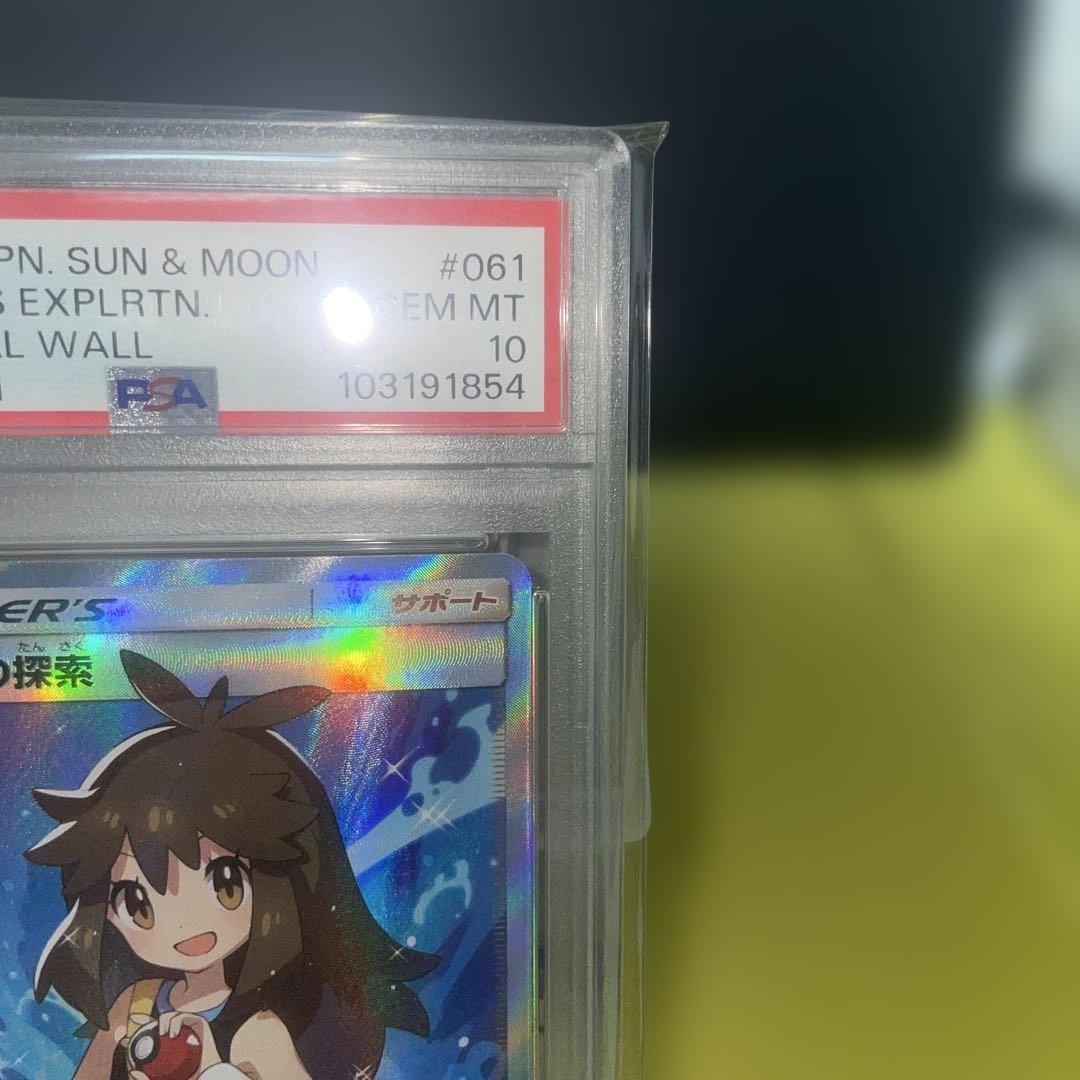 PN. SUN & MOON #061
S EXPLRTN. EM MT
L WALL 10
PSA 103191854
ER'S サポート
たん さく
の探索